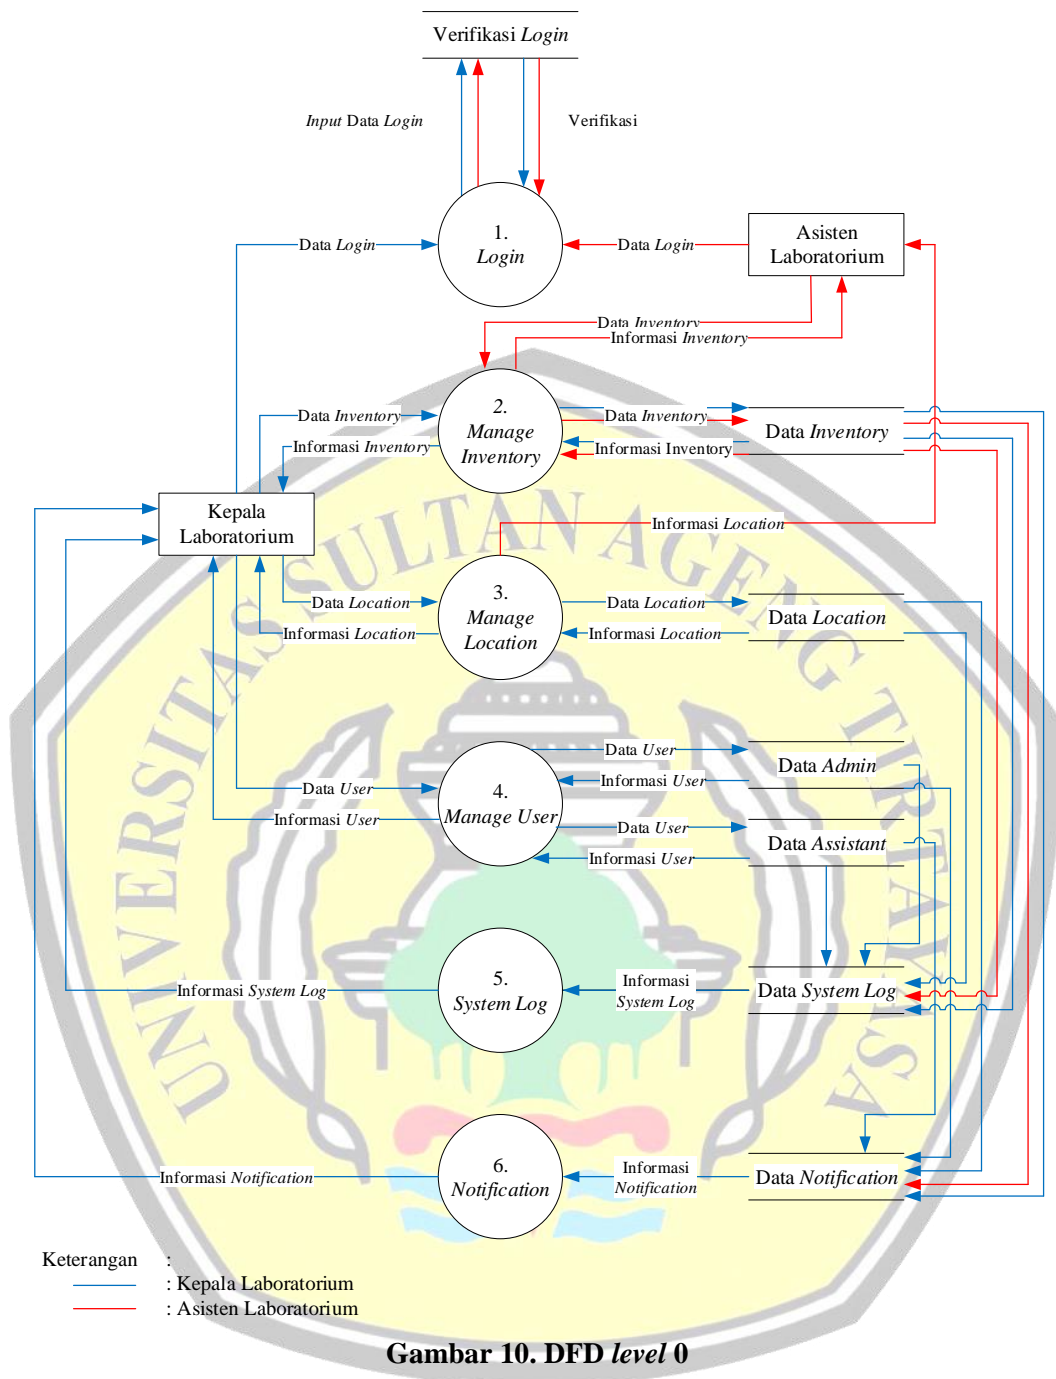 Verifikasi Login
Input Data Login
Verifikasi
1.
Login
Data Login
Data Login
Asisten
Laboratorium
Data Inventory
Informasi Inventory
2.
Manage
Inventory
Data Inventory
Informasi Inventory
Data Inventory
Informasi Inventory
Data Inventory
Kepala
Laboratorium
Informasi Location
3.
Manage
Location
Data Location
Informasi Location
Data Location
Informasi Location
Data Location
4.
Manage User
Data User
Informasi User
Data User
Informasi User
Data Admin
Data User
Informasi User
Data Assistant
5.
System Log
Informasi System Log
Informasi
System Log
Data System Log
6.
Notification
Informasi Notification
Informasi
Notification
Data Notification
UNIVERSITAS SULTAN AGENG TIRTAYASA
Keterangan :
: Kepala Laboratorium
: Asisten Laboratorium
Gambar 10. DFD level 0